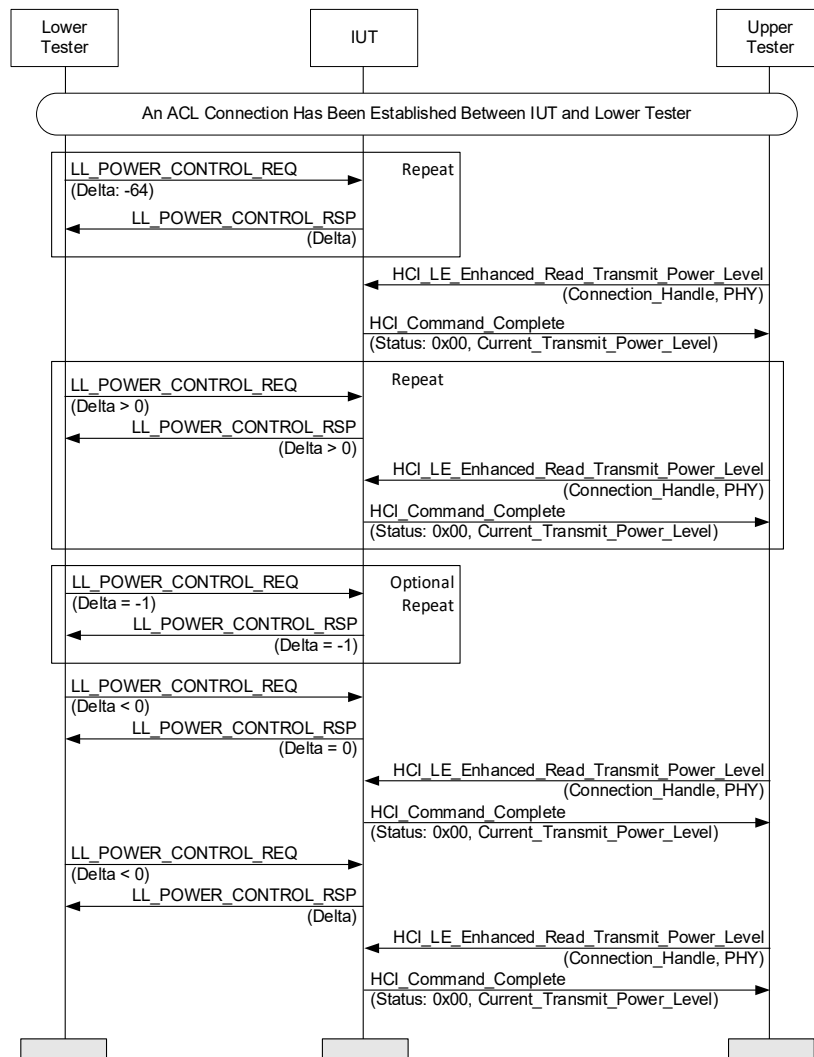 Lower
Tester
IUT
Upper
Tester
An ACL Connection Has Been Established Between IUT and Lower Tester
LL_POWER_CONTROL_REQ
Repeat
(Delta: -64)
LL_POWER_CONTROL_RSP
(Delta)
HCI_LE_Enhanced_Read_Transmit_Power_Level
(Connection_Handle, PHY)
HCI_Command_Complete
(Status: 0x00, Current_Transmit_Power_Level)
LL_POWER_CONTROL_REQ
Repeat
(Delta > 0)
LL_POWER_CONTROL_RSP
(Delta > 0)
HCI_LE_Enhanced_Read_Transmit_Power_Level
(Connection_Handle, PHY)
HCI_Command_Complete
(Status: 0x00, Current_Transmit_Power_Level)
LL_POWER_CONTROL_REQ
Optional
Repeat
(Delta = -1)
LL_POWER_CONTROL_RSP
(Delta = -1)
LL_POWER_CONTROL_REQ
(Delta < 0)
LL_POWER_CONTROL_RSP
(Delta = 0)
HCI_LE_Enhanced_Read_Transmit_Power_Level
(Connection_Handle, PHY)
HCI_Command_Complete
(Status: 0x00, Current_Transmit_Power_Level)
LL_POWER_CONTROL_REQ
(Delta < 0)
LL_POWER_CONTROL_RSP
(Delta)
HCI_LE_Enhanced_Read_Transmit_Power_Level
(Connection_Handle, PHY)
HCI_Command_Complete
(Status: 0x00, Current_Transmit_Power_Level)